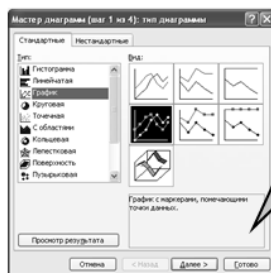 Мастер диаграмм (шаг 1 из 4): тип диаграммы
Стандартные Нестандартные
Тип:
Гистограмма
Линейчатая
График
Круговая
Точечная
С областями
Кольцевая
Лепестковая
Поверхность
Пузырьковая
Вид:
График с маркерами, помечающими
точки данных.
Просмотр результата
Отмена < Назад Далее > Готово